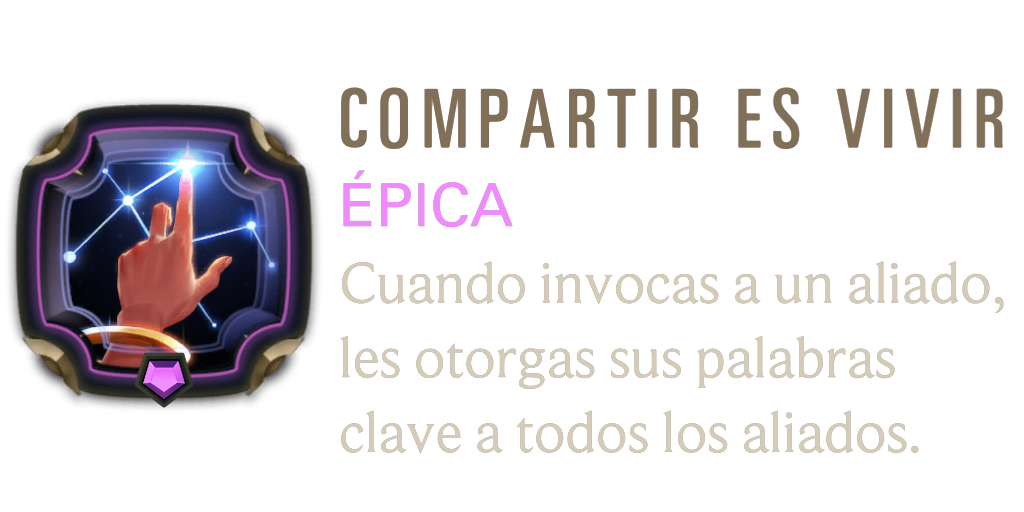 COMPARTIR ES VIVIR
ÉPICA
Cuando invocas a un aliado,
les otorgas sus palabras
clave a todos los aliados.